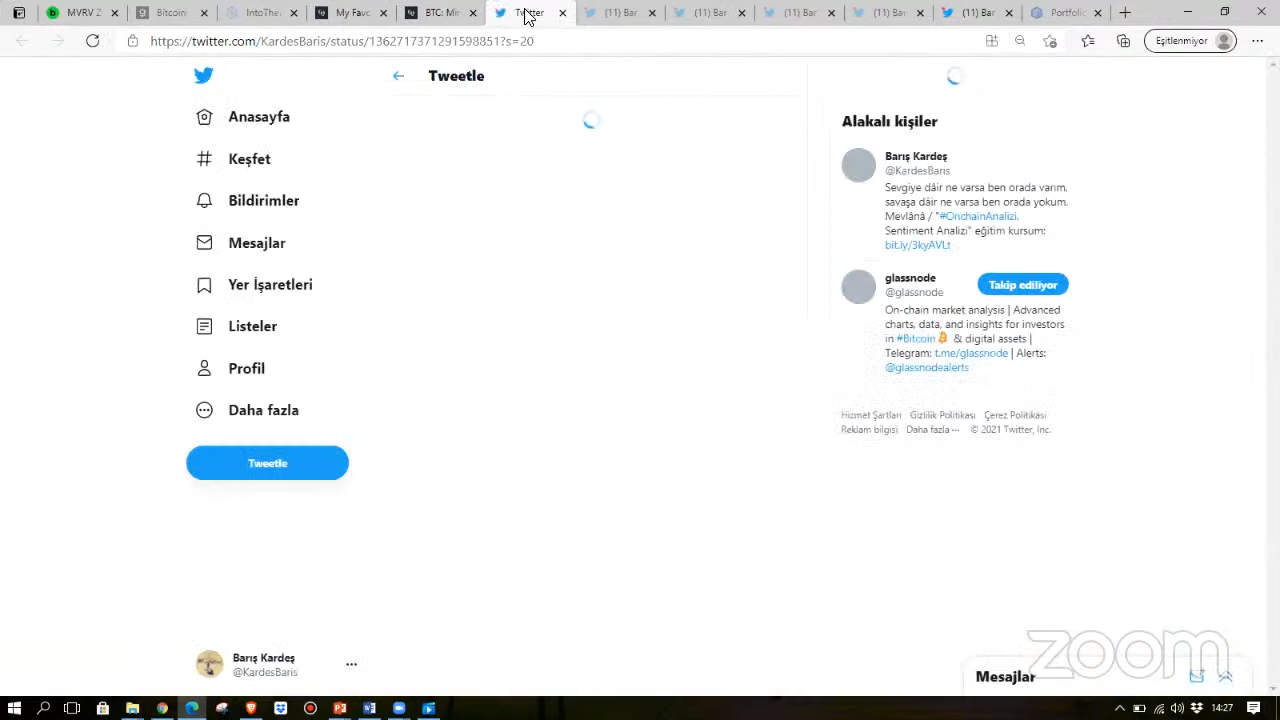 MVRV Z
Bitcoin
IntoThe
My Favo
BTC: Min
Twitter
(11) Bar
(11) Bar
(11) Bar
(11) Bar
(11) Bar
Portfolio
https://twitter.com/KardesBaris/status/1362717371291598851?s=20
Eşitlenmiyor
Anasayfa
Keşfet
Bildirimler
Mesajlar
Yer İşaretleri
Listeler
Profil
Daha fazla
Tweetle
Barış Kardeş
@KardesBaris
Tweetle
Alakalı kişiler
Barış Kardeş
@KardesBaris
Sevgiye dâir ne varsa ben orada varım,
savaşa dâir ne varsa ben orada yokum.
Mevlânâ / "#OnchainAnalizi,
Sentiment Analizi" eğitim kursum:
bit.ly/3kyAVLt
glassnode
@glassnode
Takip ediliyor
On-chain market analysis | Advanced
charts, data, and insights for investors
in #Bitcoin & digital assets |
Telegram: t.me/glassnode | Alerts:
@glassnodealerts
Hizmet Şartları Gizlilik Politikası Çerez Politikası
Reklam bilgisi Daha fazla ··· © 2021 Twitter, Inc.
zoom
Mesajlar
14:27